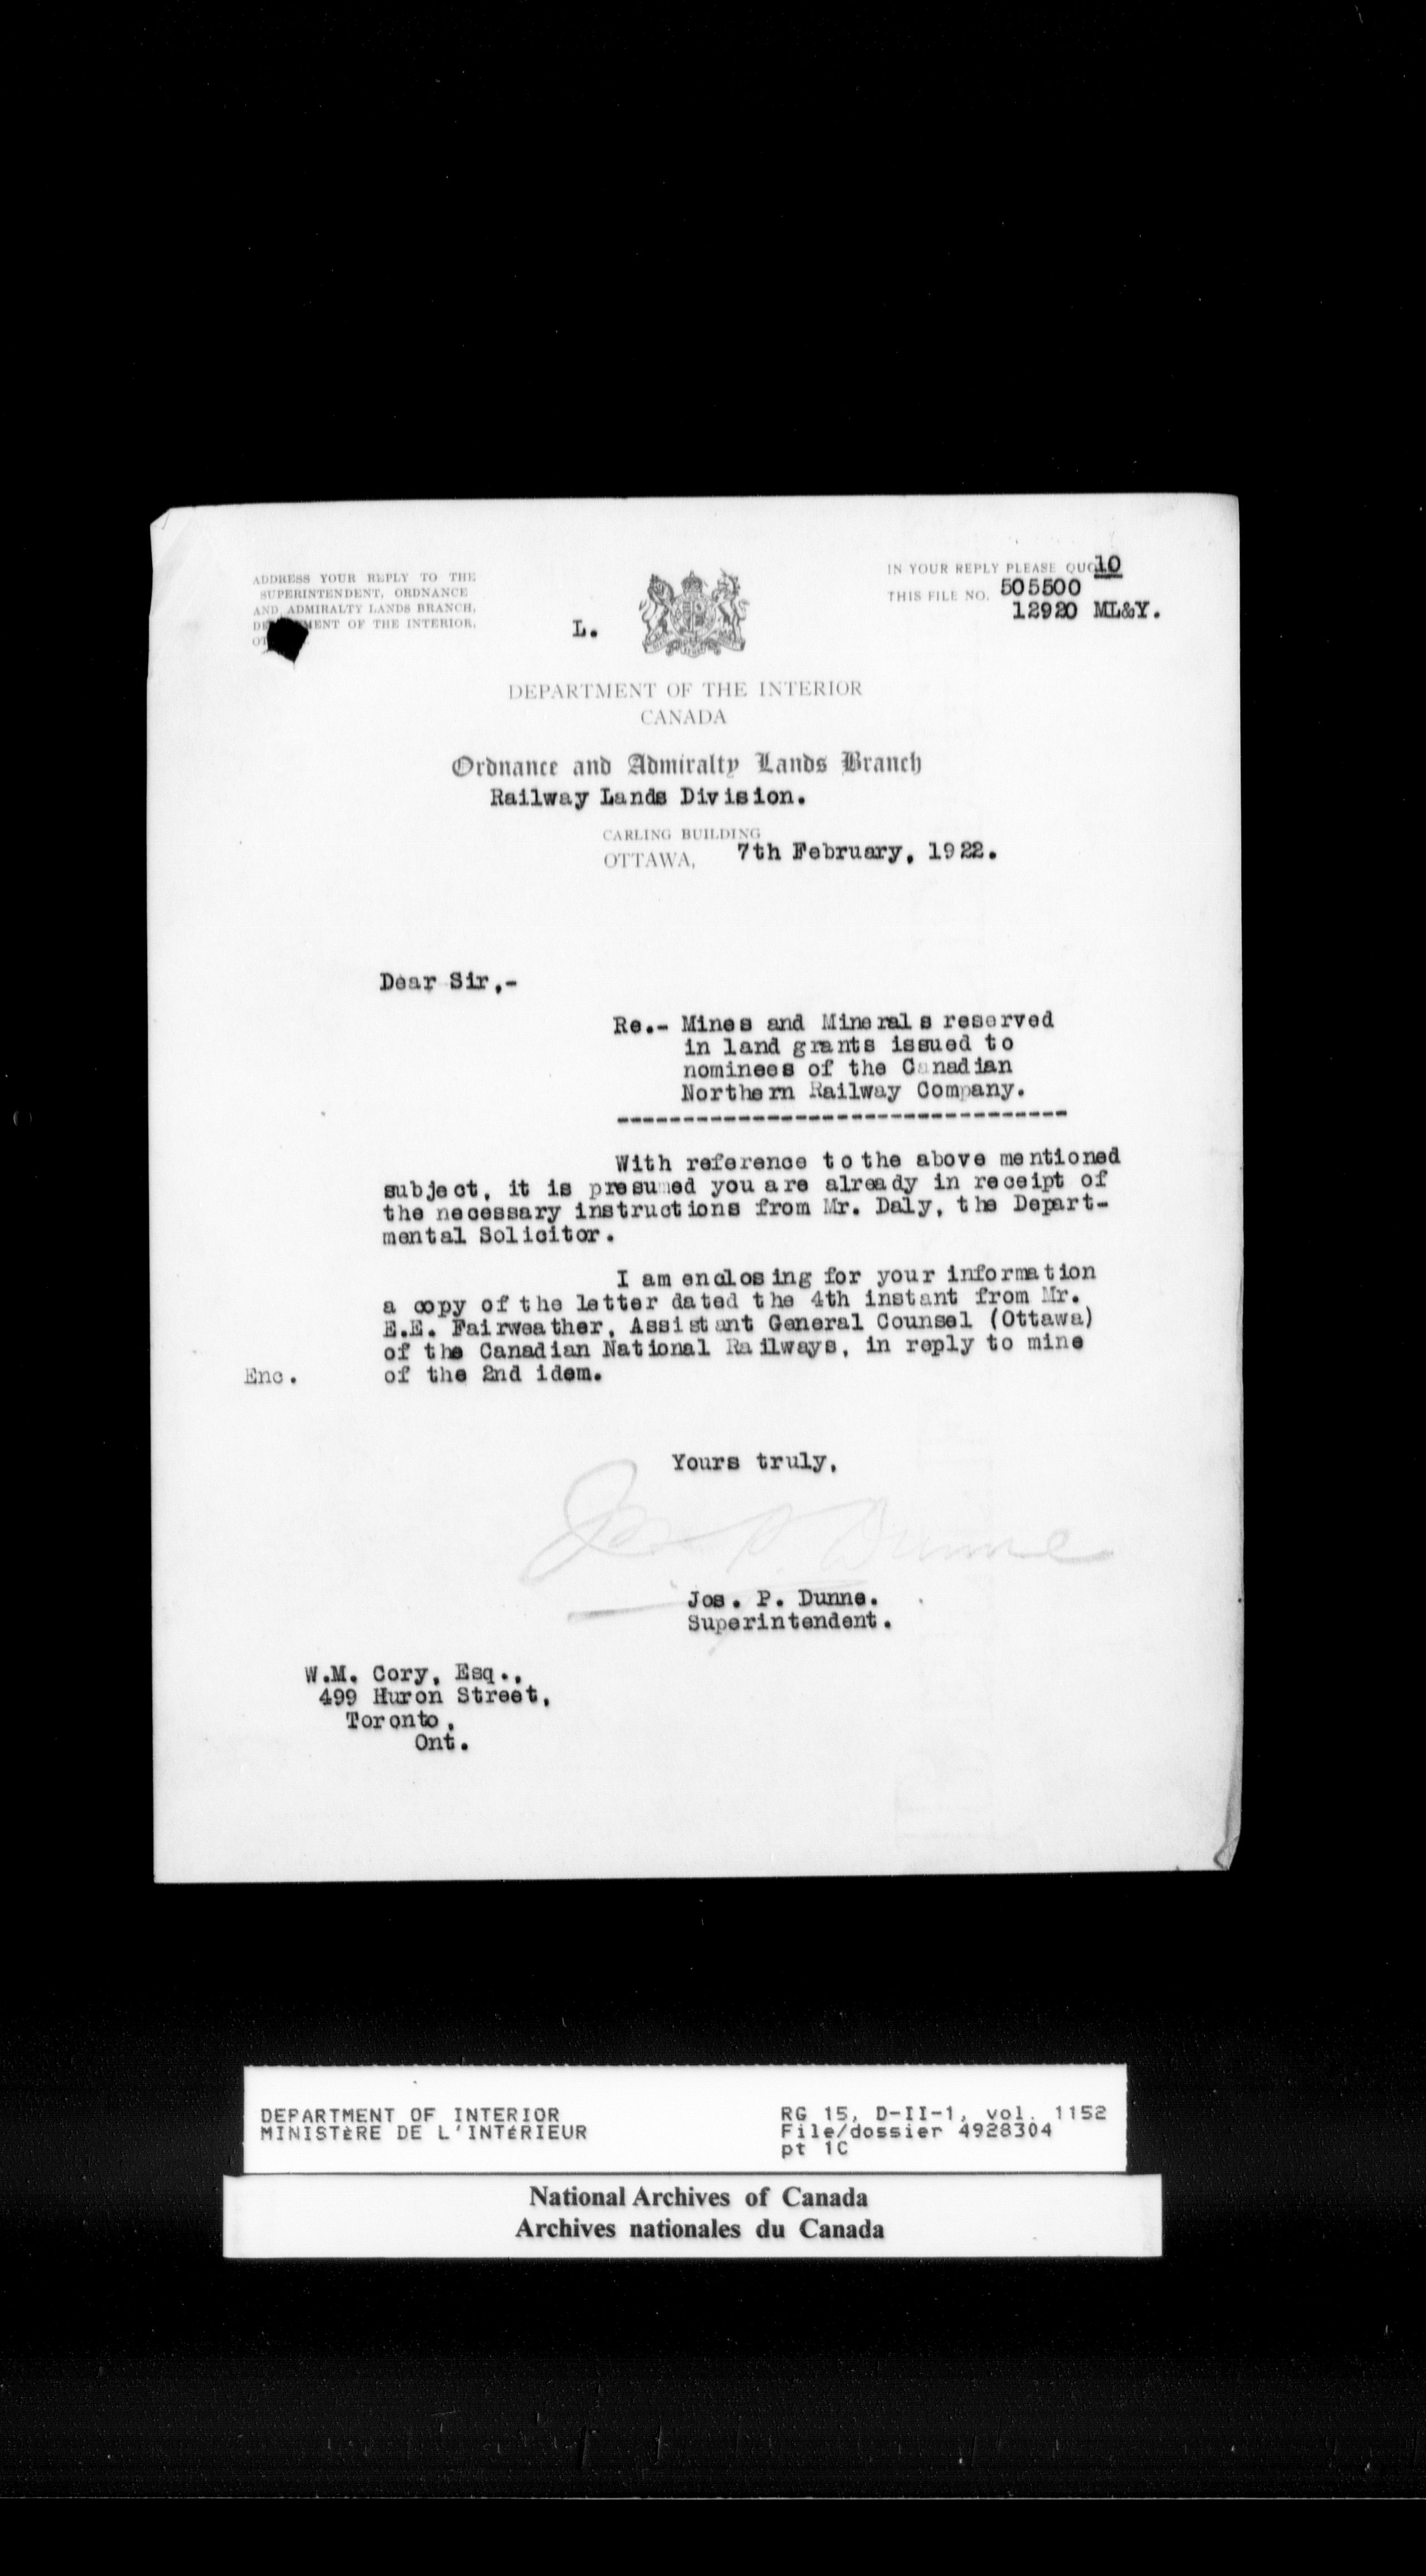 ADDRESS YOUR REPLY TO THE
SUPERINTENDENT, ORDNANCE
AND ADMIRALTY LANDS BRANCH,
MENT OF THE INTERIOR,
L.
IN YOUR REPLY PLEASE
10
THIS FILE NO. 505500
12920 ML&Y.
DEPARTMENT OF THE INTERIOR
CANADA
Ordnance and Admiralty Lands Branch
Railway Lands Division.
CARLING BUILDING
OTTAWA, 7th February, 1922.
Dear Sir,-
Re.- Mines and Minerals reserved
in land grants issued to
nominees of the Canadian
Northern Railway Company.
---------------------------------
With reference to the above mentioned
subject, it is presumed you are already in receipt of
the necessary instructions from Mr. Daly, the Depart-
mental Solicitor.
I am enclosing for your information
a copy of the letter dated the 4th instant from Mr.
E.E. Fairweather, Assistant General Counsel (Ottawa)
of the Canadian National Railways, in reply to mine
Enc. of the 2nd idem.
Yours truly,
Jos P. Dunne
Jos. P. Dunne.
Superintendent.
W.M. Cory, Esq.,
499 Huron Street,
Toronto,
Ont.
DEPARTMENT OF INTERIOR
MINISTÈRE DE L'INTÉRIEUR
RG 15, D-II-1, vol. 1152
File/dossier 4928304
pt 1C
National Archives of Canada
Archives nationales du Canada